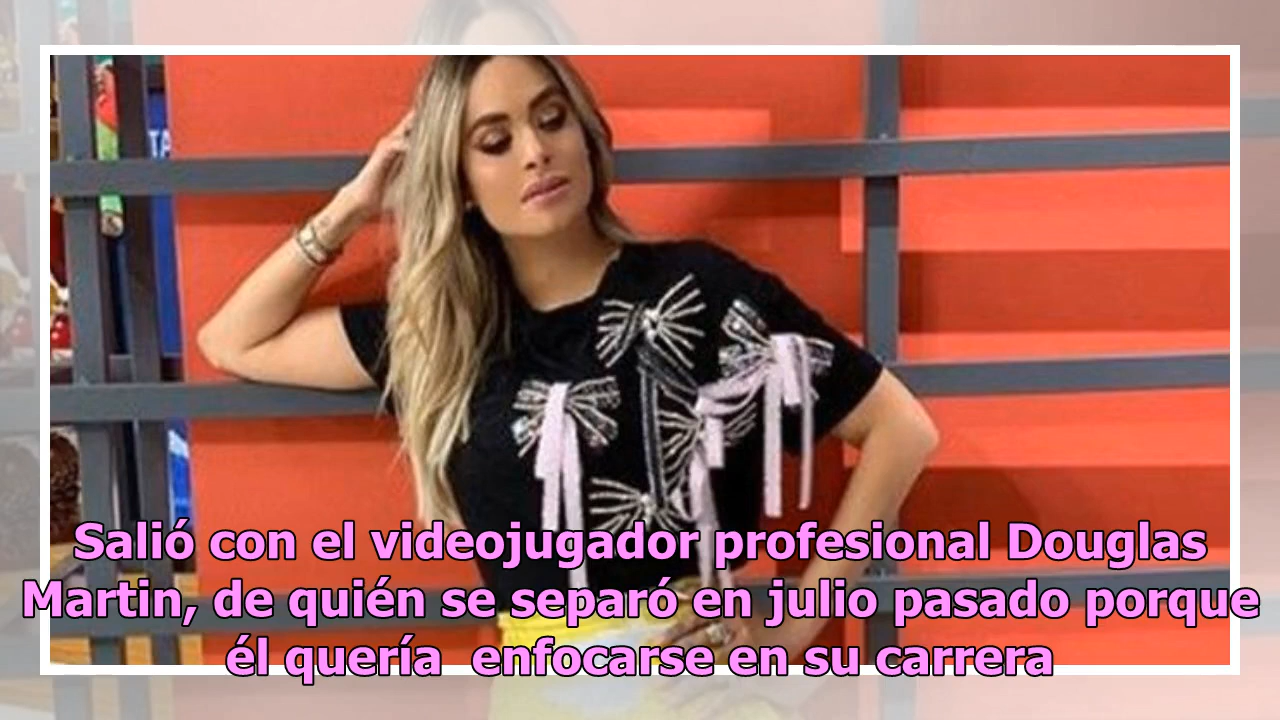 TA
Salió con el videojugador profesional Douglas
Martin, de quién se separó en julio pasado porque
él quería  enfocarse en su carrera